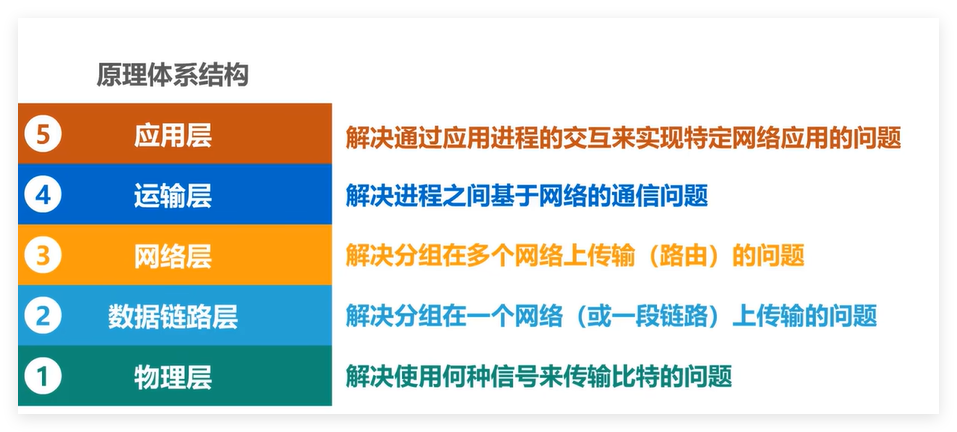 原理体系结构
5 应用层 解决通过应用进程的交互来实现特定网络应用的问题
4 运输层 解决进程之间基于网络的通信问题
3 网络层 解决分组在多个网络上传输（路由）的问题
2 数据链路层 解决分组在一个网络（或一段链路）上传输的问题
1 物理层 解决使用何种信号来传输比特的问题